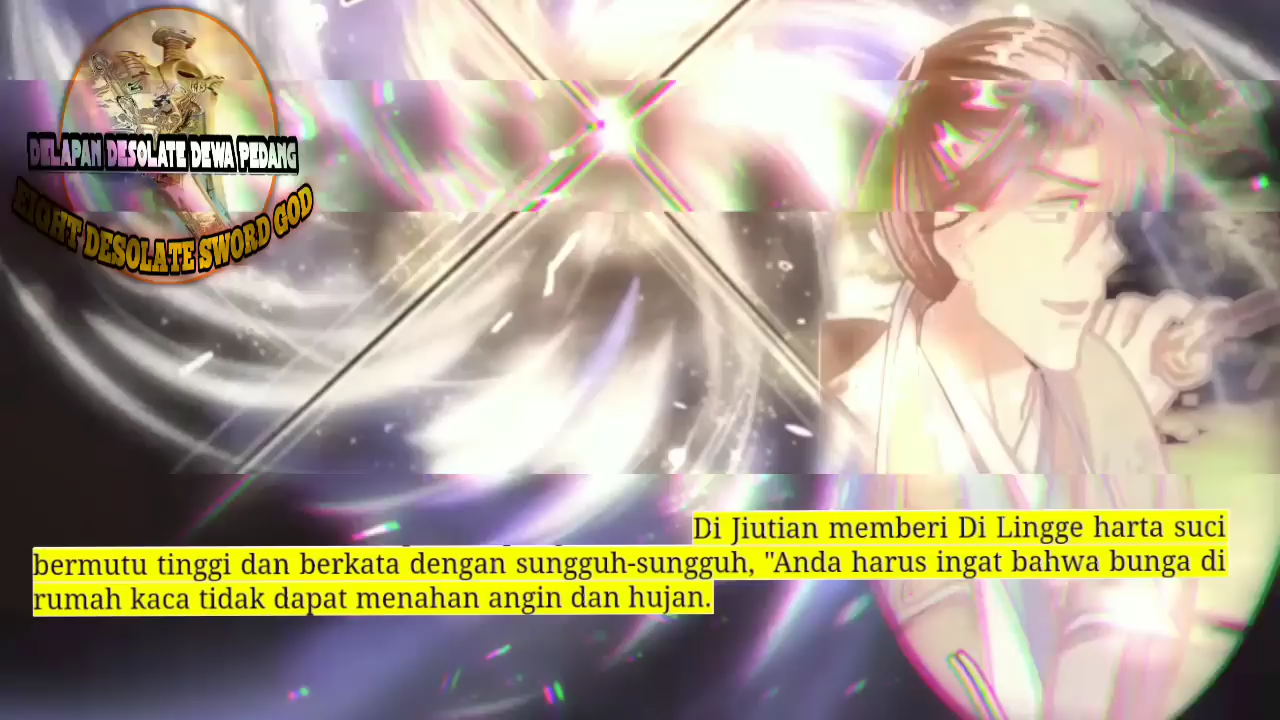 DELAPAN DESOLATE DEWA PEDANG
EIGHT DESOLATE SWORD GOD
Di Jiutian memberi Di Lingge harta suci
bermutu tinggi dan berkata dengan sungguh-sungguh, "Anda harus ingat bahwa bunga di
rumah kaca tidak dapat menahan angin dan hujan.